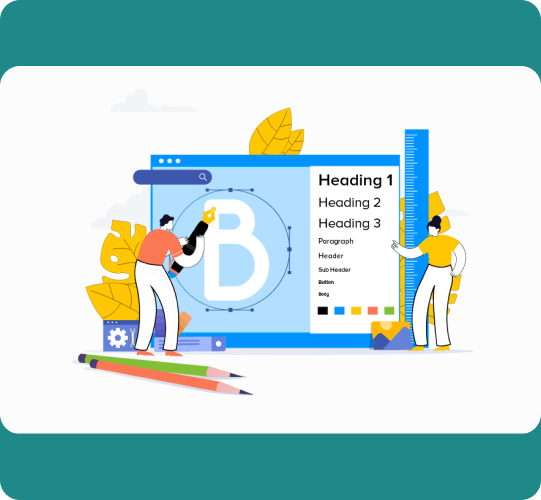 B
Heading 1
Heading 2
Heading 3
Paragraph
Header
Sub Header
Button
Body